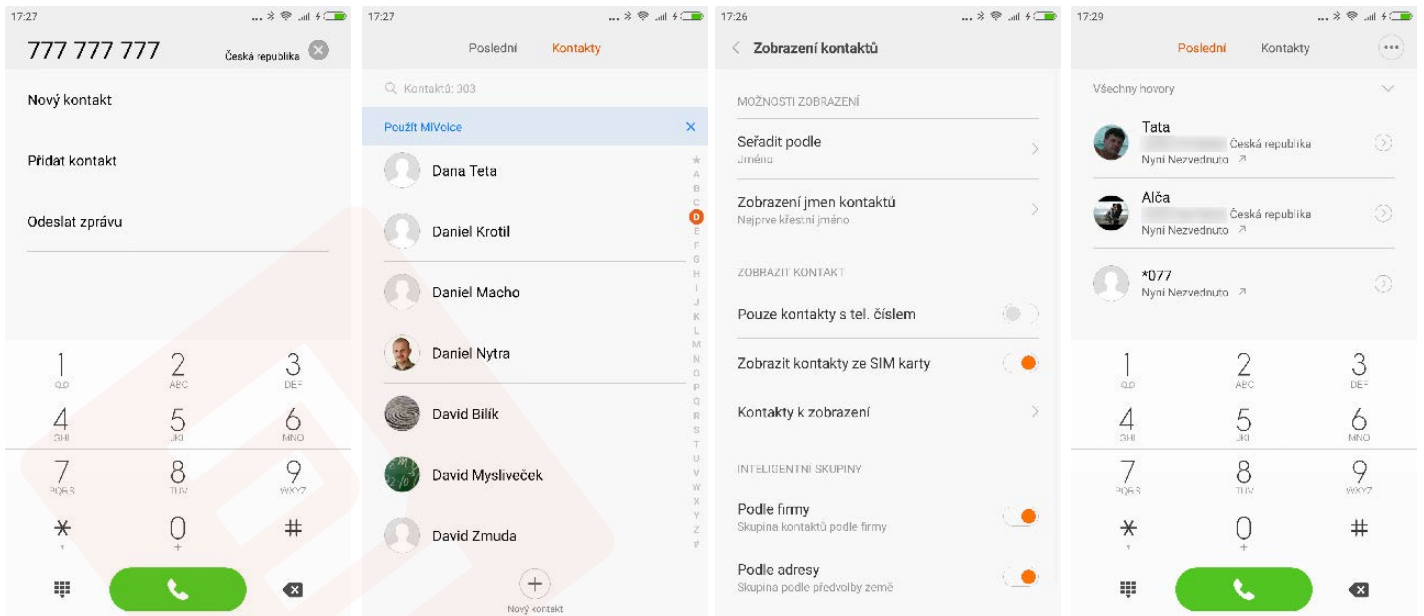 17:27
777 777 777
Česká republika
Nový kontakt
Přidat kontakt
Odeslat zprávu
1 2 3
ABC DEF
4 5 6
GHI JKL MNO
7 8 9
PQRS TUV WXYZ
* 0 #
+
17:27
Poslední Kontakty
Kontaktů: 303
Použít MiVoice
Dana Teta
Daniel Krotil
Daniel Macho
Daniel Nytra
David Bilík
David Mysliveček
David Zmuda
Nový kontakt
★
A
B
C
D
E
F
G
H
I
J
K
L
M
N
O
P
Q
R
S
T
U
V
W
X
Y
Z
#
17:26
Zobrazení kontaktů
MOŽNOSTI ZOBRAZENÍ
Seřadit podle
Jméno
Zobrazení jmen kontaktů
Nejprve křestní jméno
ZOBRAZIT KONTAKT
Pouze kontakty s tel. číslem
Zobrazit kontakty ze SIM karty
Kontakty k zobrazení
INTELIGENTNÍ SKUPINY
Podle firmy
Skupina kontaktů podle firmy
Podle adresy
Skupina podle předvolby země
17:29
Poslední Kontakty
Všechny hovory
Tata
Česká republika
Nyní Nezvednuto
Alča
Česká republika
Nyní Nezvednuto
*077
Nyní Nezvednuto
1 2 3
ABC DEF
4 5 6
GHI JKL MNO
7 8 9
PQRS TUV WXYZ
* 0 #
+